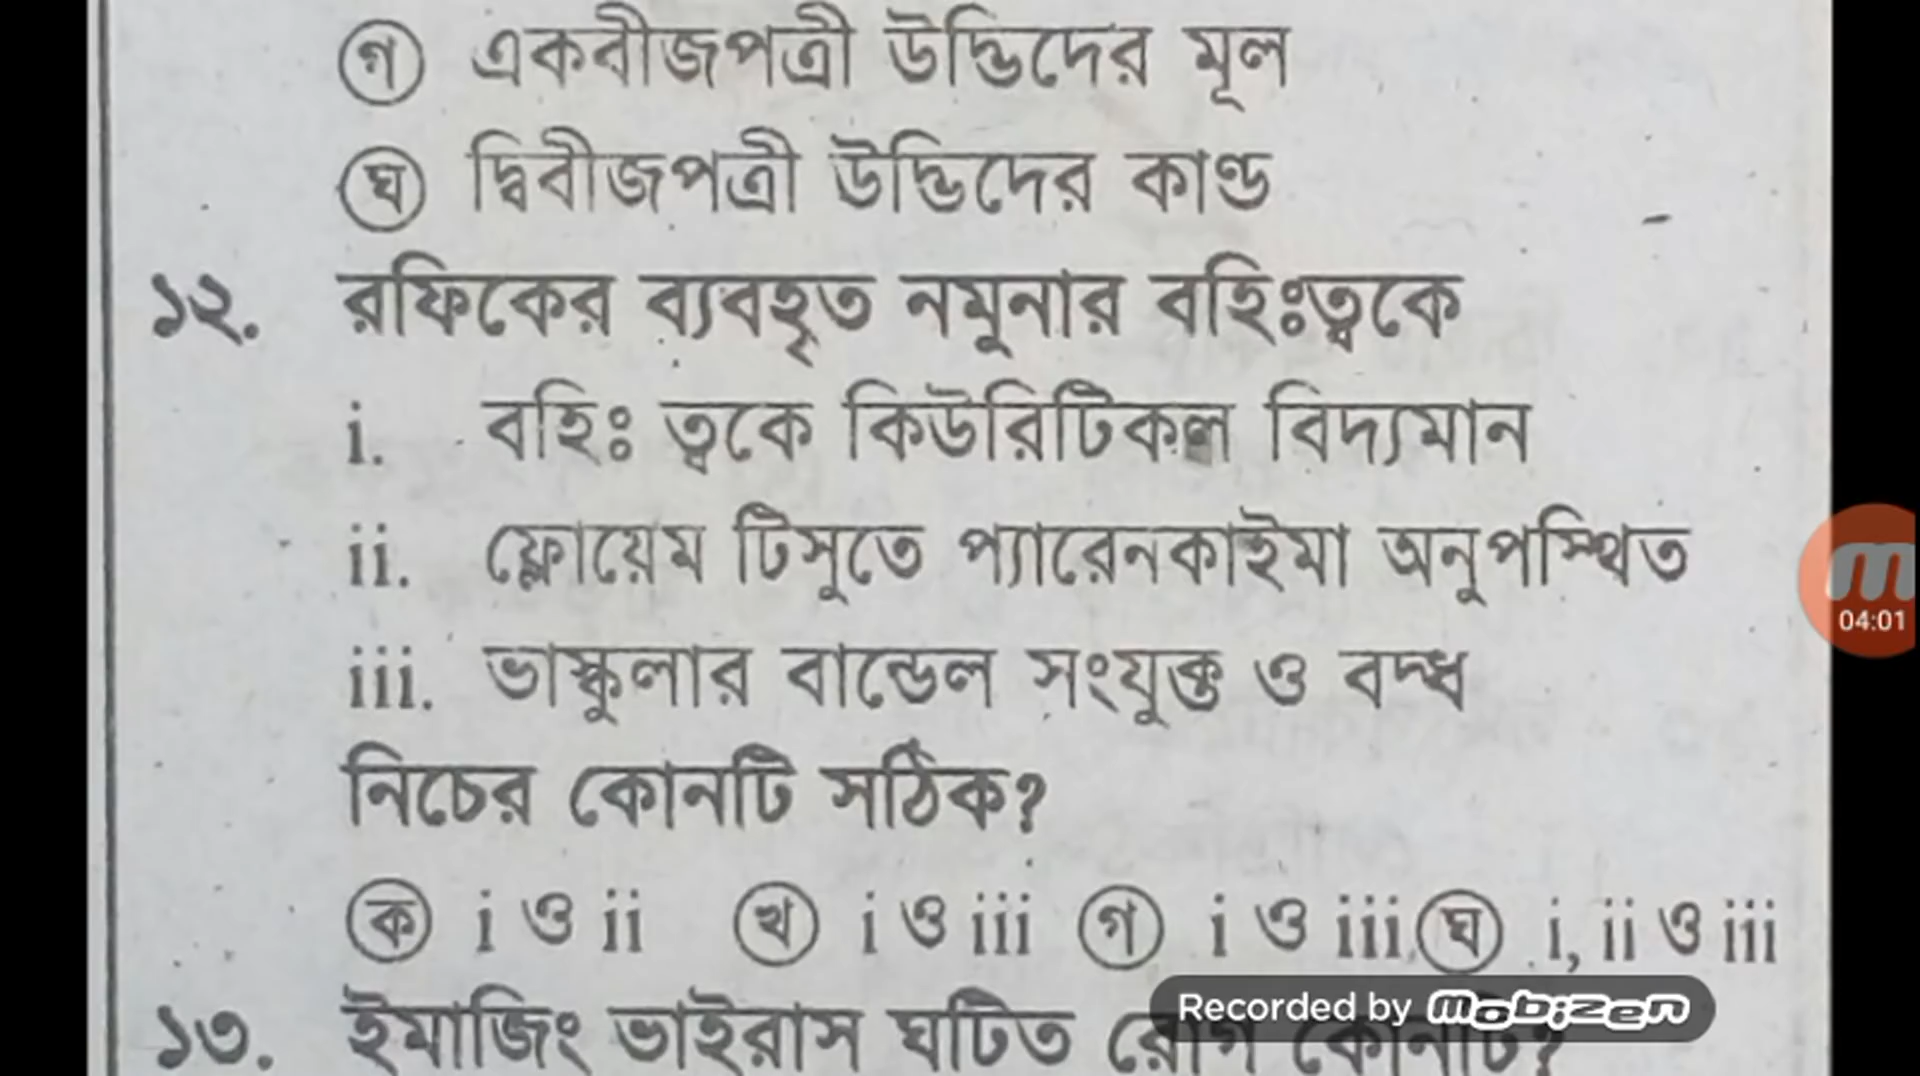 গ একবীজপত্রী উদ্ভিদের মূল
ঘ দ্বিবীজপত্রী উদ্ভিদের কাণ্ড
১২. রফিকের ব্যবহৃত নমুনার বহিঃত্বকে
i. বহিঃ ত্বকে কিউরিটিকল বিদ্যমান
ii. ফ্লোয়েম টিসুতে প্যারেনকাইমা অনুপস্থিত
04:01
iii. ভাস্কুলার বান্ডেল সংযুক্ত ও বদ্ধ
নিচের কোনটি সঠিক?
ক i ও ii খ i ও iii গ i ও iii ঘ i, ii ও iii
Recorded by mobizen
১৩. ইমাজিং ভাইরাস ঘটিত রোগ কোনটি?